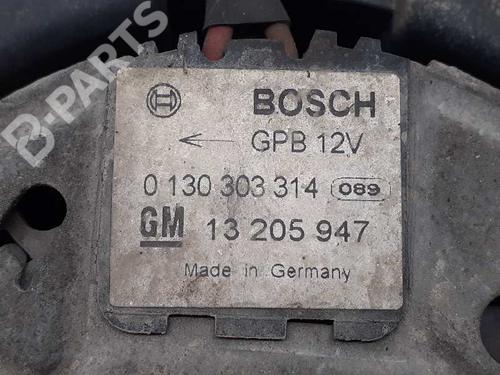 B-PARTS
BOSCH
← GPB 12V
0 130 303 314 089
GM 13 205 947
Made in Germany